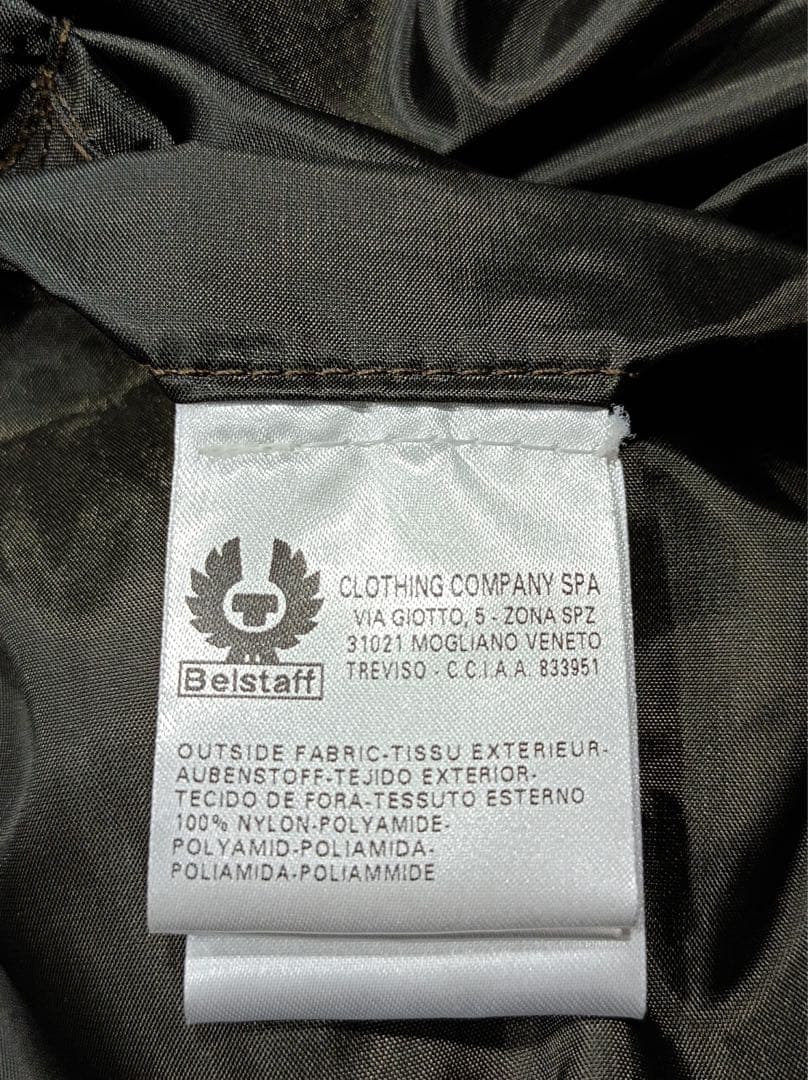 CLOTHING COMPANY SPA
VIA GIOTTO, 5 - ZONA SPZ
31021 MOGLIANO VENETO
TREVISO - C.C.I.A.A. 833951
Belstaff
OUTSIDE FABRIC-TISSU EXTERIEUR-
AUBENSTOFF-TEJIDO EXTERIOR-
TECIDO DE FORA-TESSUTO ESTERNO
100% NYLON-POLYAMIDE-
POLYAMID-POLIAMIDA-
POLIAMIDA-POLIAMMIDE